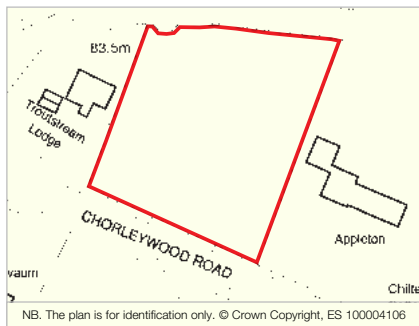 83.5m
Troutstream
Lodge
CHORLEYWOOD ROAD
Appleton
vaurn
Chilte
NB. The plan is for identification only. © Crown Copyright, ES 100004106